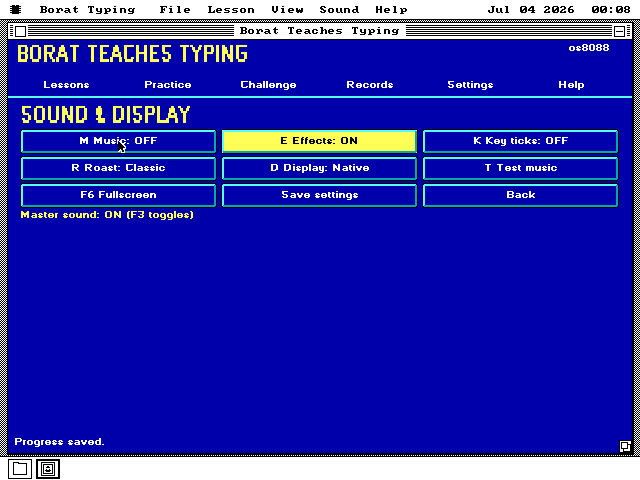 Borat Typing File Lesson View Sound Help Jul 04 2026 00:08
Borat Teaches Typing
BORAT TEACHES TYPING os8088
Lessons Practice Challenge Records Settings Help
SOUND & DISPLAY
M Music: OFF E Effects: ON K Key ticks: OFF
R Roast: Classic D Display: Native T Test music
F6 Fullscreen Save settings Back
Master sound: ON (F3 toggles)
Progress saved.